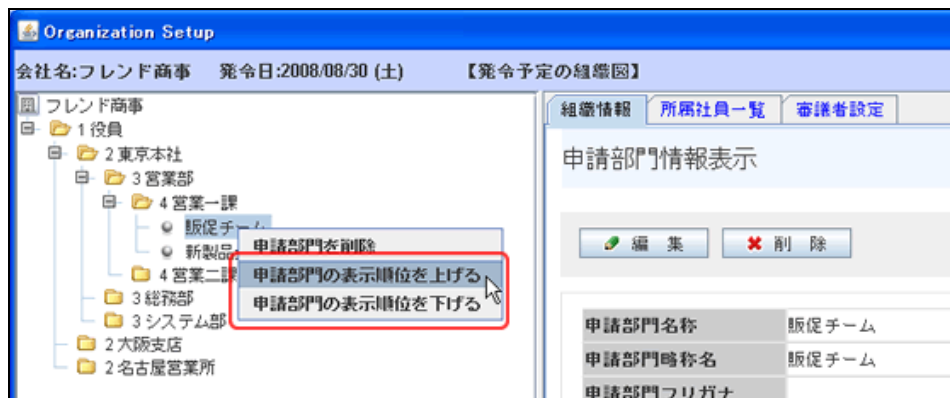 Organization Setup
会社名:フレンド商事 発令日:2008/08/30 (土) 【発令予定の組織図】
フレンド商事
1 役員
2 東京本社
3 営業部
4 営業一課
販促チーム
新製品
4 営業二課
3 総務部
3 システム部
2 大阪支店
2 名古屋営業所
申請部門を削除
申請部門の表示順位を上げる
申請部門の表示順位を下げる
組織情報 所属社員一覧 審議者設定
申請部門情報表示
編 集 削 除
申請部門名称 販促チーム
申請部門略称名 販促チーム
申請部門フリガナ